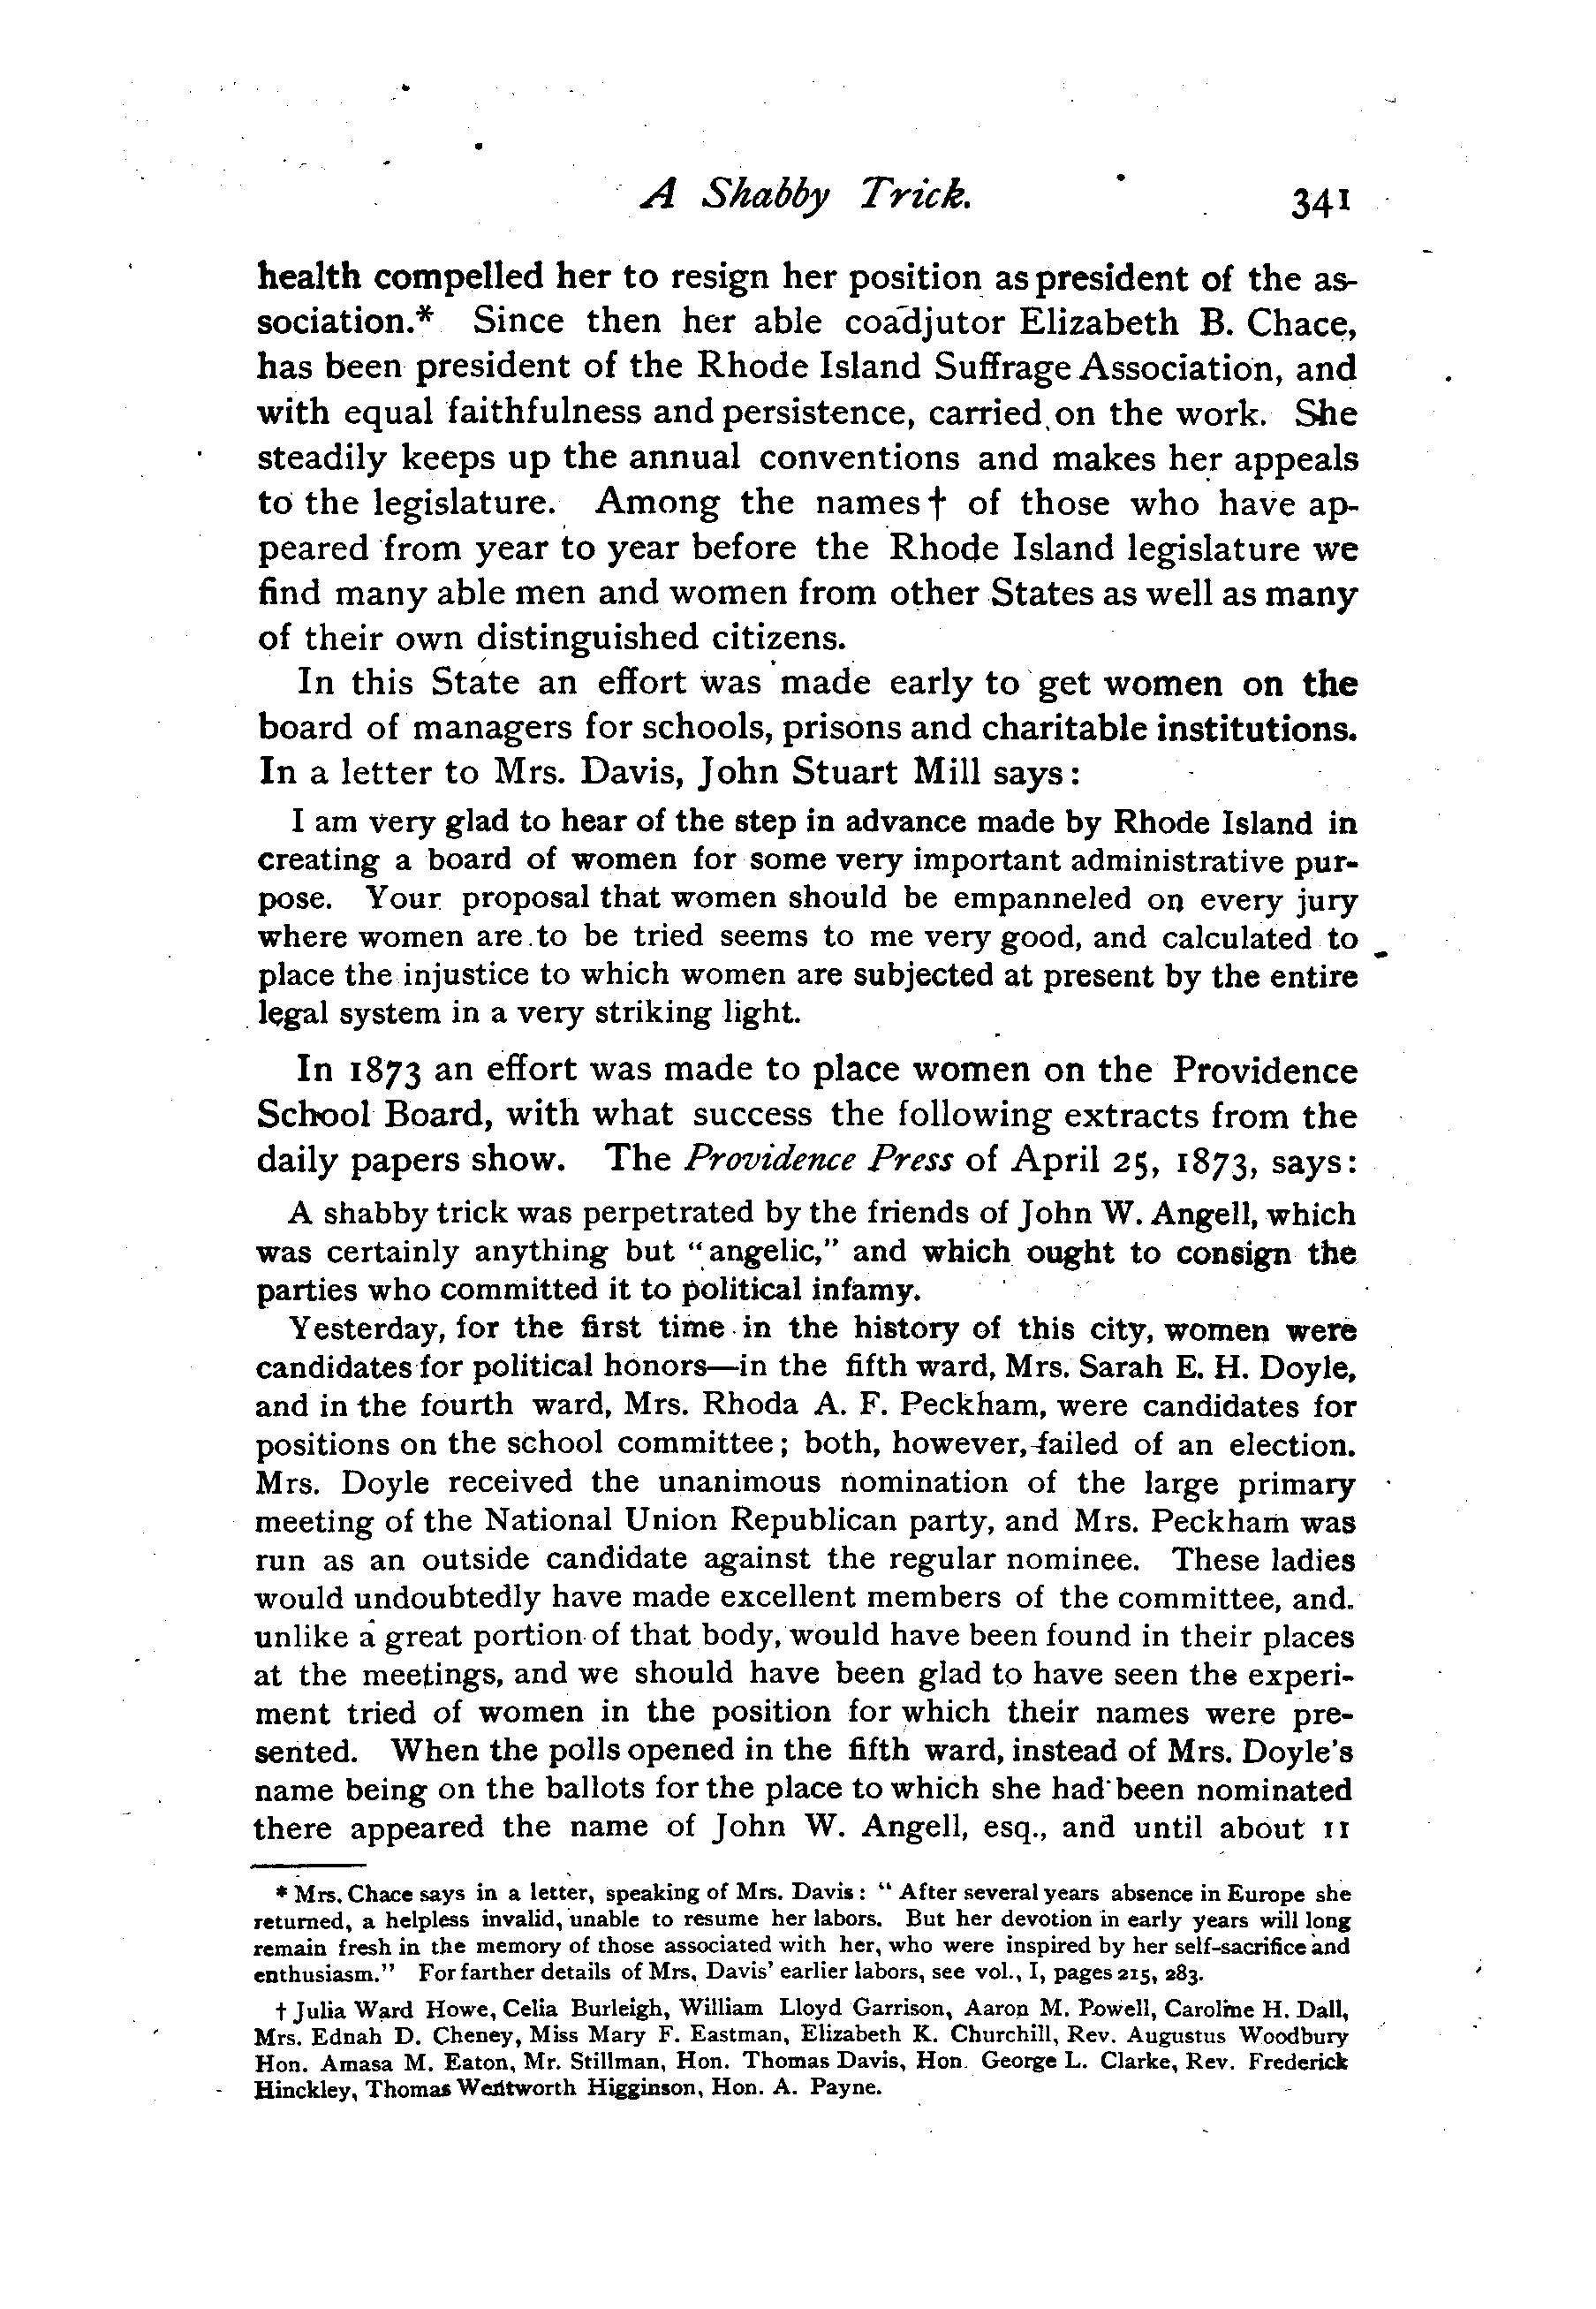 A Shabby Trick. 341
health compelled her to resign her position as president of the as-
sociation.* Since then her able coadjutor Elizabeth B. Chace,
has been president of the Rhode Island Suffrage Association, and
with equal faithfulness and persistence, carried on the work. She
steadily keeps up the annual conventions and makes her appeals
to the legislature. Among the names † of those who have ap-
peared from year to year before the Rhode Island legislature we
find many able men and women from other States as well as many
of their own distinguished citizens.
In this State an effort was made early to get women on the
board of managers for schools, prisons and charitable institutions.
In a letter to Mrs. Davis, John Stuart Mill says:
I am very glad to hear of the step in advance made by Rhode Island in
creating a board of women for some very important administrative pur-
pose. Your proposal that women should be empanneled on every jury
where women are to be tried seems to me very good, and calculated to
place the injustice to which women are subjected at present by the entire
legal system in a very striking light.
In 1873 an effort was made to place women on the Providence
School Board, with what success the following extracts from the
daily papers show. The Providence Press of April 25, 1873, says:
A shabby trick was perpetrated by the friends of John W. Angell, which
was certainly anything but "angelic," and which ought to consign the
parties who committed it to political infamy.
Yesterday, for the first time in the history of this city, women were
candidates for political honors—in the fifth ward, Mrs. Sarah E. H. Doyle,
and in the fourth ward, Mrs. Rhoda A. F. Peckham, were candidates for
positions on the school committee; both, however, failed of an election.
Mrs. Doyle received the unanimous nomination of the large primary
meeting of the National Union Republican party, and Mrs. Peckham was
run as an outside candidate against the regular nominee. These ladies
would undoubtedly have made excellent members of the committee, and.
unlike a great portion of that body, would have been found in their places
at the meetings, and we should have been glad to have seen the experi-
ment tried of women in the position for which their names were pre-
sented. When the polls opened in the fifth ward, instead of Mrs. Doyle's
name being on the ballots for the place to which she had been nominated
there appeared the name of John W. Angell, esq., and until about 11
* Mrs. Chace says in a letter, speaking of Mrs. Davis: "After several years absence in Europe she
returned, a helpless invalid, unable to resume her labors. But her devotion in early years will long
remain fresh in the memory of those associated with her, who were inspired by her self-sacrifice and
enthusiasm." For farther details of Mrs. Davis' earlier labors, see vol., I, pages 215, 283.
† Julia Ward Howe, Celia Burleigh, William Lloyd Garrison, Aaron M. Powell, Caroline H. Dall,
Mrs. Ednah D. Cheney, Miss Mary F. Eastman, Elizabeth K. Churchill, Rev. Augustus Woodbury
Hon. Amasa M. Eaton, Mr. Stillman, Hon. Thomas Davis, Hon. George L. Clarke, Rev. Frederick
Hinckley, Thomas Wentworth Higginson, Hon. A. Payne.